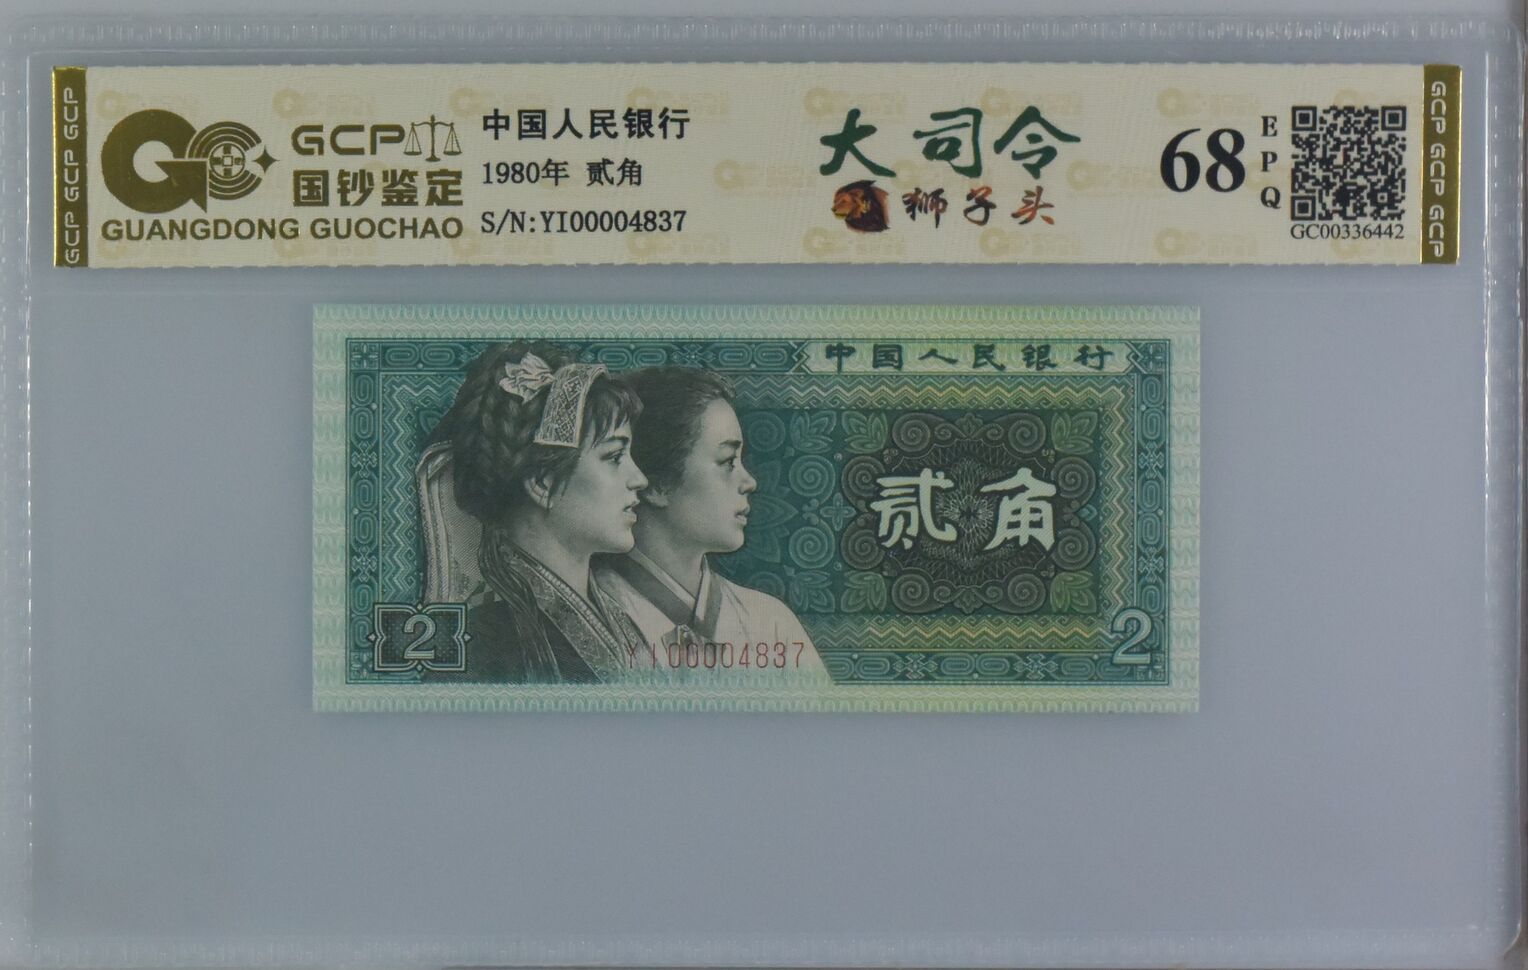 GCP GCP GCP
GCP
国钞鉴定
GUANGDONG GUOCHAO
中国人民银行
1980年 贰角
S/N:YI00004837
大司令
狮子头
68
EPQ
GC00336442
GCP GCP GCP
中国人民银行
贰角
2
YI00004837
2